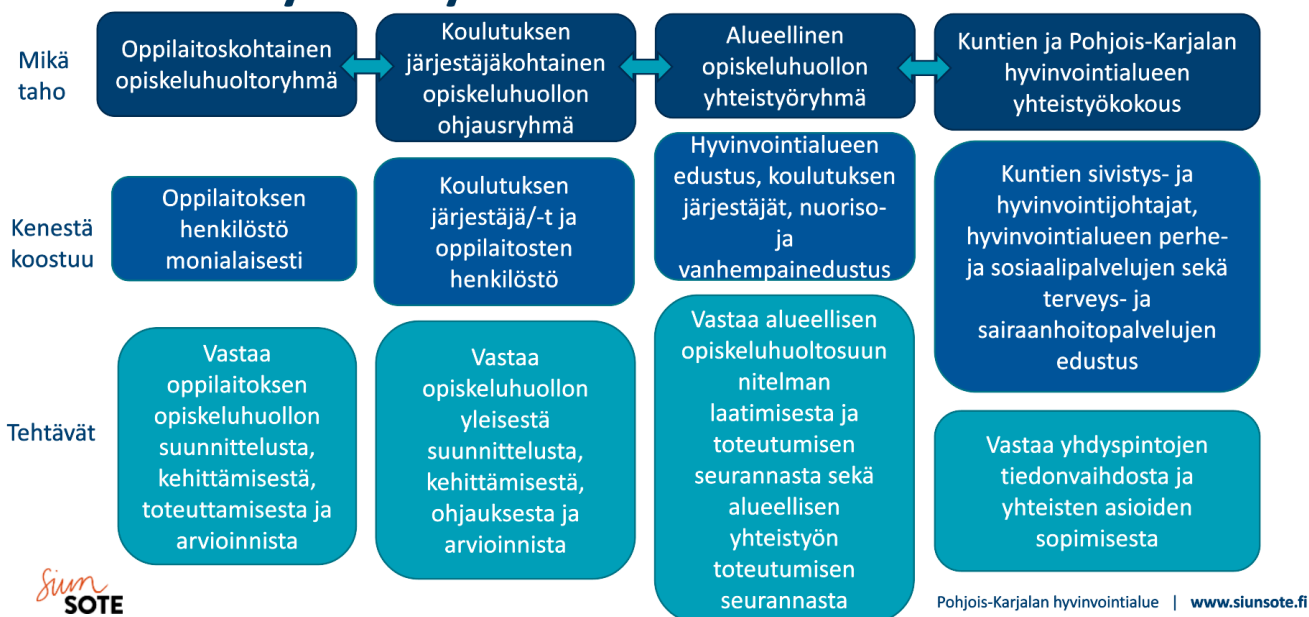 Mikä
taho
Oppilaitoskohtainen
opiskeluhuoltoryhmä
Koulutuksen
järjestäjäkohtainen
opiskeluhuollon
ohjausryhmä
Alueellinen
opiskeluhuollon
yhteistyöryhmä
Kuntien ja Pohjois-Karjalan
hyvinvointialueen
yhteistyökokous
Kenestä
koostuu
Oppilaitoksen
henkilöstö
monialaisesti
Koulutuksen
järjestäjä/-t ja
oppilaitosten
henkilöstö
Hyvinvointialueen
edustus, koulutuksen
järjestäjät, nuoriso-
ja
vanhempainedustus
Kuntien sivistys- ja
hyvinvointijohtajat,
hyvinvointialueen perhe-
ja sosiaalipalvelujen sekä
terveys- ja
sairaanhoitopalvelujen
edustus
Tehtävät
Vastaa
oppilaitoksen
opiskeluhuollon
suunnittelusta,
kehittämisestä,
toteuttamisesta ja
arvioinnista
Vastaa
opiskeluhuollon
yleisestä
suunnittelusta,
kehittämisestä,
ohjauksesta ja
arvioinnista
Vastaa alueellisen
opiskeluhuoltosuun
nitelman
laatimisesta ja
toteutumisen
seurannasta sekä
alueellisen
yhteistyön
toteutumisen
seurannasta
Vastaa yhdyspintojen
tiedonvaihdosta ja
yhteisten asioiden
sopimisesta
Siun
SOTE
Pohjois-Karjalan hyvinvointialue | www.siunsote.fi